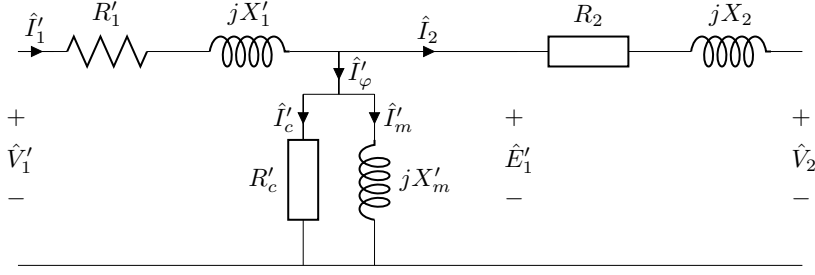 R̂′₁ jX′₁ R₂ jX₂
Î′₁ Î₂
Î′φ
Î′c Î′m
+ + +
V̂′₁ R′c jX′m Ê′₁ V̂₂
− − −